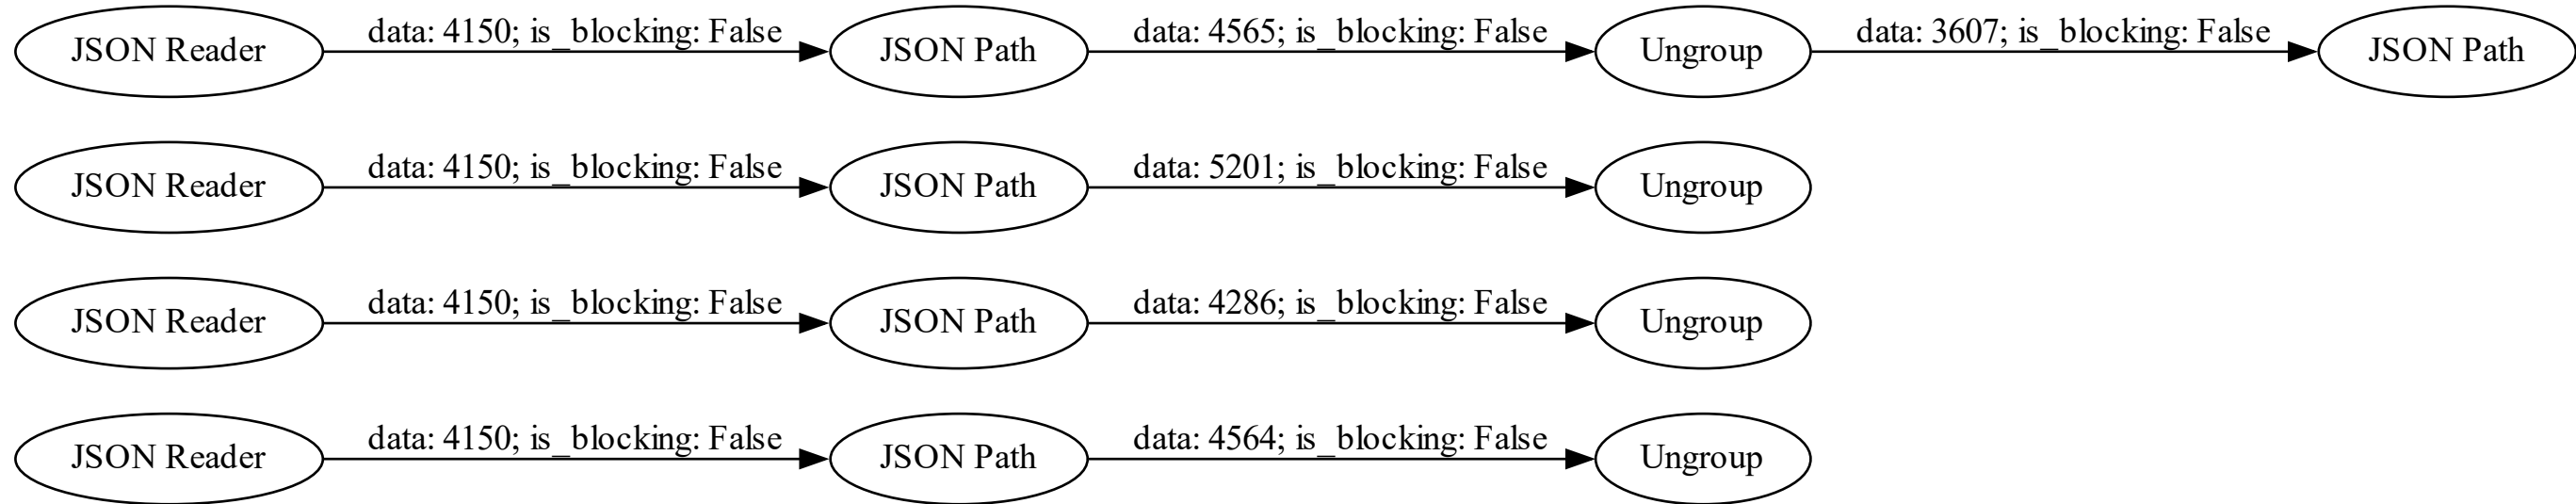 JSON Reader data: 4150; is_blocking: False JSON Path data: 4565; is_blocking: False Ungroup data: 3607; is_blocking: False JSON Path
JSON Reader data: 4150; is_blocking: False JSON Path data: 5201; is_blocking: False Ungroup
JSON Reader data: 4150; is_blocking: False JSON Path data: 4286; is_blocking: False Ungroup
JSON Reader data: 4150; is_blocking: False JSON Path data: 4564; is_blocking: False Ungroup